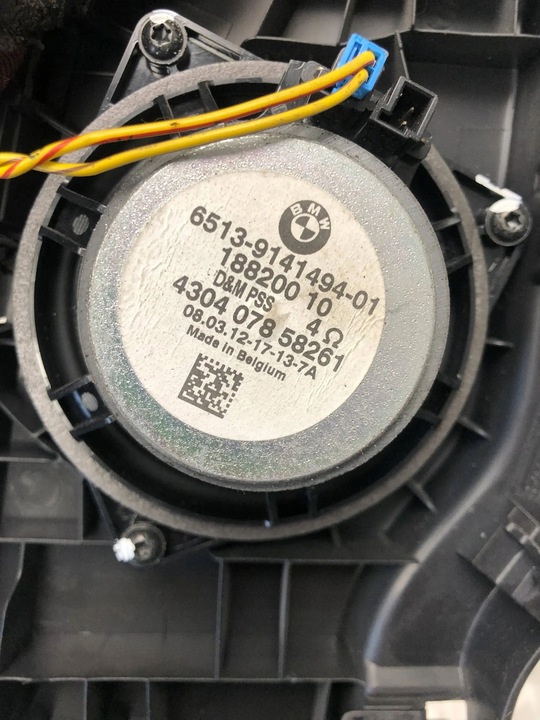 BMW
6513-9141494-01
188200 10
D&M PSS 4 Ω
4304 078 58261
08.03.12-17-13-7A
Made in Belgium